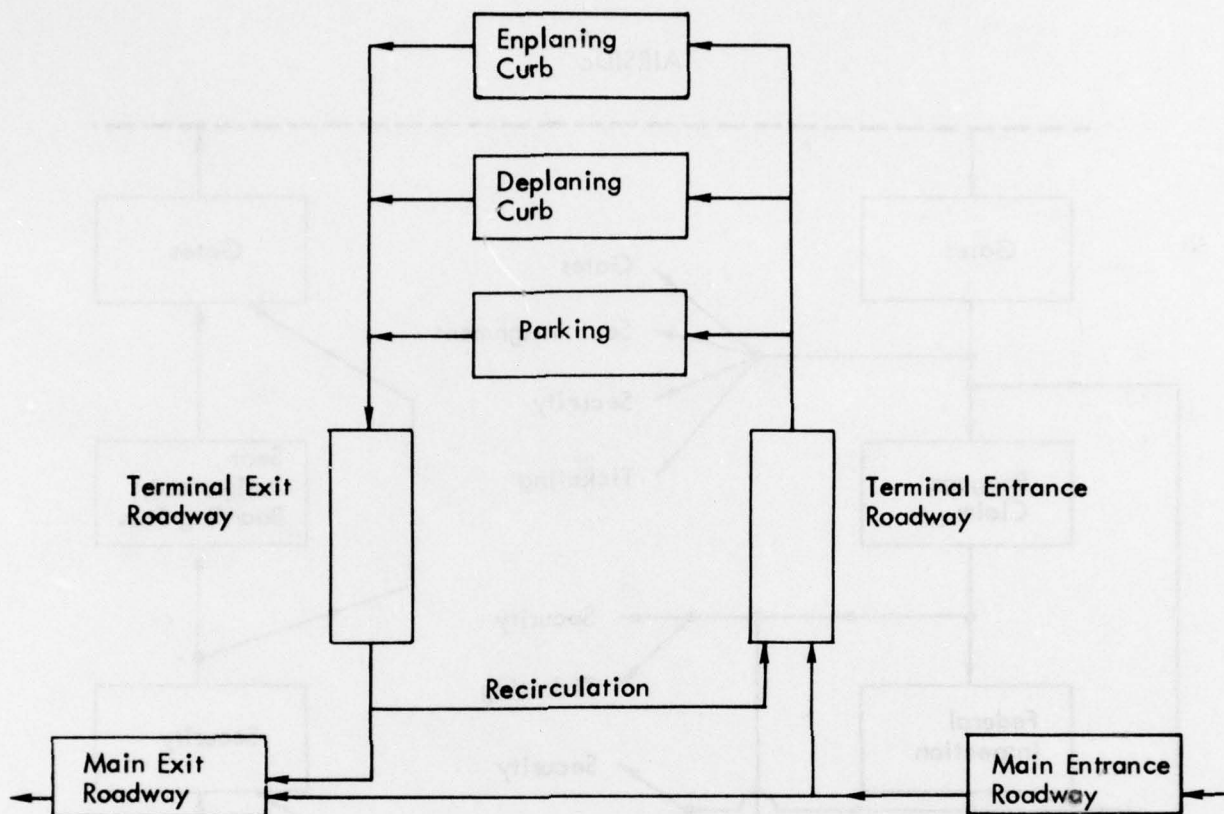 Enplaning
Curb
Deplaning
Curb
Parking
Terminal Exit
Roadway
Terminal Entrance
Roadway
Recirculation
Main Exit
Roadway
Main Entrance
Roadway